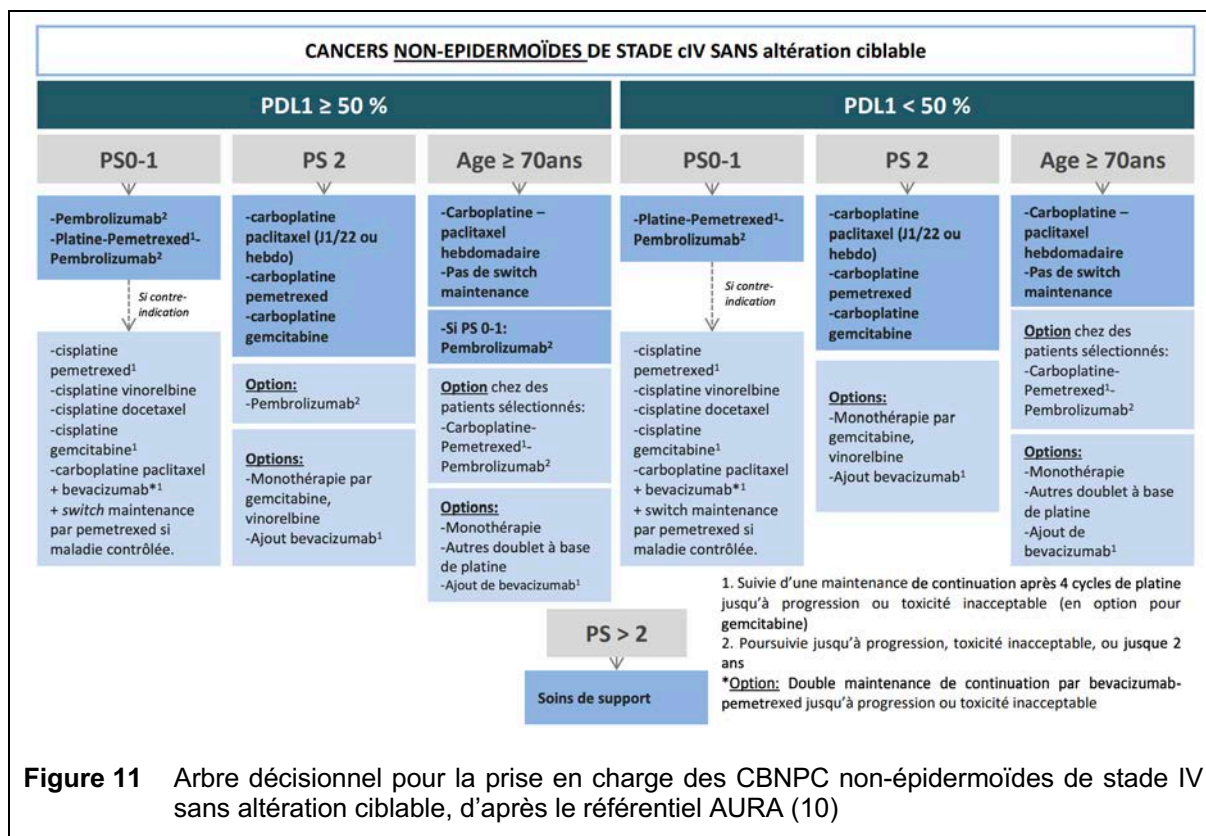 CANCERS NON-EPIDERMOÏDES DE STADE cIV SANS altération ciblable
PDL1 ≥ 50 %
PS0-1
-Pembrolizumab²
-Platine-Pemetrexed¹-
Pembrolizumab²
Si contre-
indication
-cisplatine
pemetrexed¹
-cisplatine vinorelbine
-cisplatine docetaxel
-cisplatine
gemcitabine¹
-carboplatine paclitaxel
+ bevacizumab*¹
+ switch maintenance
par pemetrexed si
maladie contrôlée.
PS 2
-carboplatine
paclitaxel (J1/22 ou
hebdo)
-carboplatine
pemetrexed
-carboplatine
gemcitabine
Option:
-Pembrolizumab²
Options:
-Monothérapie par
gemcitabine,
vinorelbine
-Ajout bevacizumab¹
Age ≥ 70ans
-Carboplatine –
paclitaxel
hebdomadaire
-Pas de switch
maintenance
-Si PS 0-1:
Pembrolizumab²
Option chez des
patients sélectionnés:
-Carboplatine-
Pemetrexed¹-
Pembrolizumab²
Options:
-Monothérapie
-Autres doublet à base
de platine
-Ajout de bevacizumab¹
PDL1 < 50 %
PS0-1
-Platine-Pemetrexed¹-
Pembrolizumab²
Si contre-
indication
-cisplatine
pemetrexed¹
-cisplatine vinorelbine
-cisplatine docetaxel
-cisplatine
gemcitabine¹
-carboplatine paclitaxel
+ bevacizumab*¹
+ switch maintenance
par pemetrexed si
maladie contrôlée.
PS 2
-carboplatine
paclitaxel (J1/22 ou
hebdo)
-carboplatine
pemetrexed
-carboplatine
gemcitabine
Options:
-Monothérapie par
gemcitabine,
vinorelbine
-Ajout bevacizumab¹
Age ≥ 70ans
-Carboplatine –
paclitaxel
hebdomadaire
-Pas de switch
maintenance
Option chez des
patients sélectionnés:
-Carboplatine-
Pemetrexed¹-
Pembrolizumab²
Options:
-Monothérapie
-Autres doublet à base
de platine
-Ajout de
bevacizumab¹
PS > 2
Soins de support
1. Suivie d'une maintenance de continuation après 4 cycles de platine
jusqu'à progression ou toxicité inacceptable (en option pour
gemcitabine)
2. Poursuivie jusqu'à progression, toxicité inacceptable, ou jusque 2
ans
*Option: Double maintenance de continuation par bevacizumab-
pemetrexed jusqu'à progression ou toxicité inacceptable
Figure 11 Arbre décisionnel pour la prise en charge des CBNPC non-épidermoïdes de stade IV
sans altération ciblable, d'après le référentiel AURA (10)